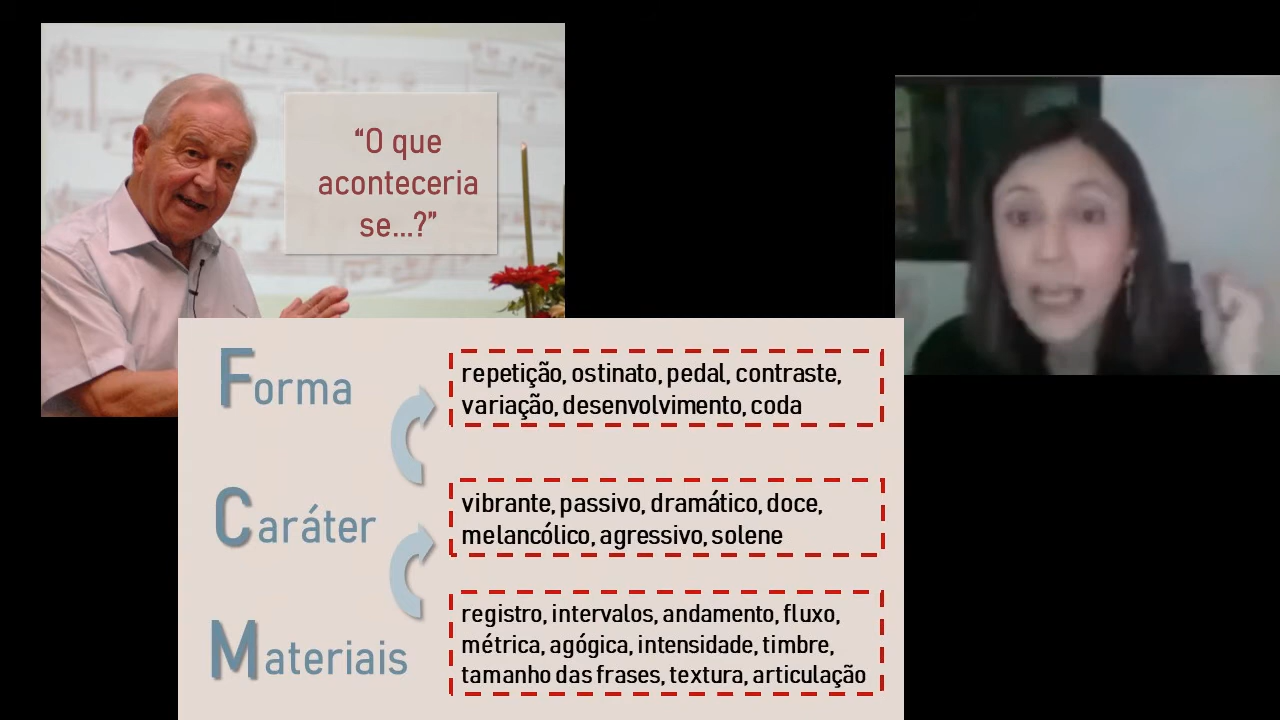 “O que
aconteceria
se...?”
Forma
repetição, ostinato, pedal, contraste,
variação, desenvolvimento, coda
Caráter
vibrante, passivo, dramático, doce,
melancólico, agressivo, solene
Materiais
registro, intervalos, andamento, fluxo,
métrica, agógica, intensidade, timbre,
tamanho das frases, textura, articulação